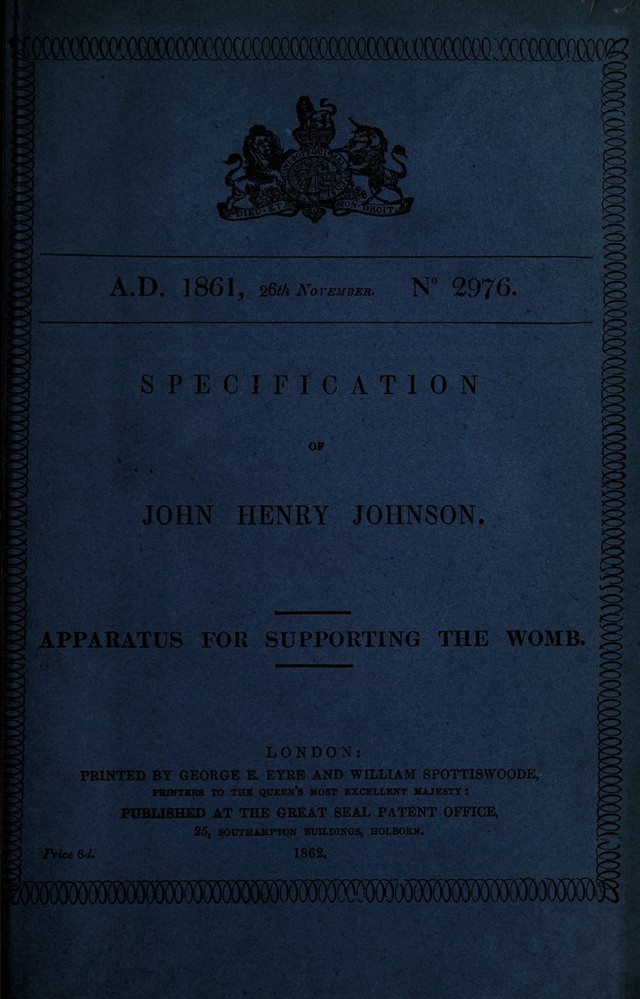 DIEU ET MON DROIT
A.D. 1861, 26th NOVEMBER. No 2976.
SPECIFICATION
OF
JOHN HENRY JOHNSON.
APPARATUS FOR SUPPORTING THE WOMB.
LONDON:
PRINTED BY GEORGE E. EYRE AND WILLIAM SPOTTISWOODE,
PRINTERS TO THE QUEEN'S MOST EXCELLENT MAJESTY:
PUBLISHED AT THE GREAT SEAL PATENT OFFICE,
25, SOUTHAMPTON BUILDINGS, HOLBORN.
Price 6d.
1862.